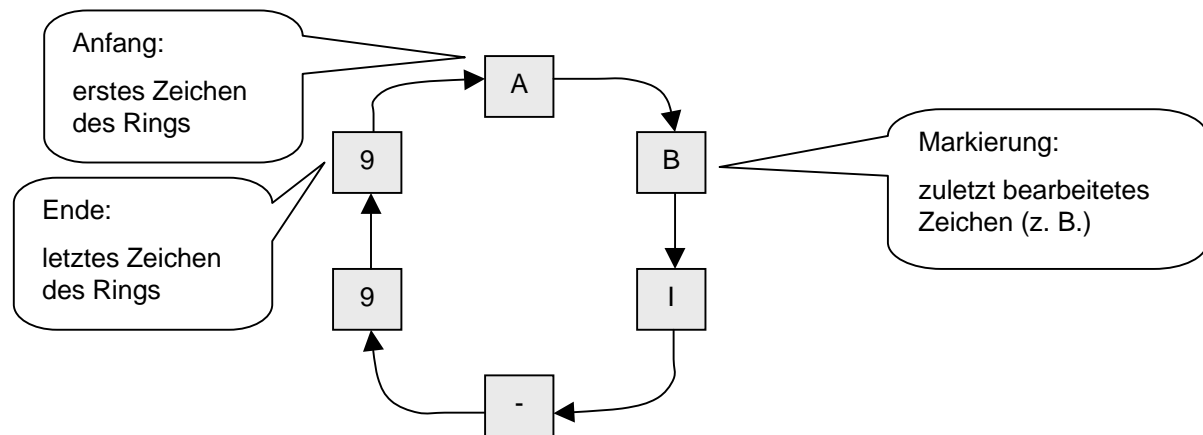 Anfang:
erstes Zeichen
des Rings
A
B
I
-
9
9
Markierung:
zuletzt bearbeitetes
Zeichen (z. B.)
Ende:
letztes Zeichen
des Rings